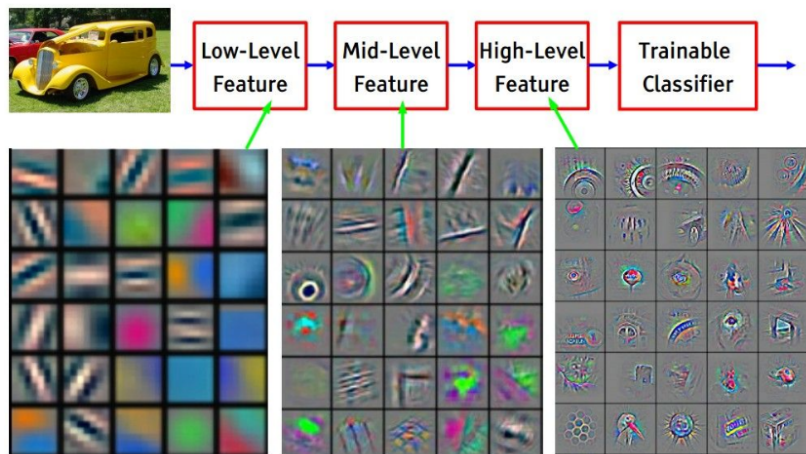 Low-Level
Feature
Mid-Level
Feature
High-Level
Feature
Trainable
Classifier